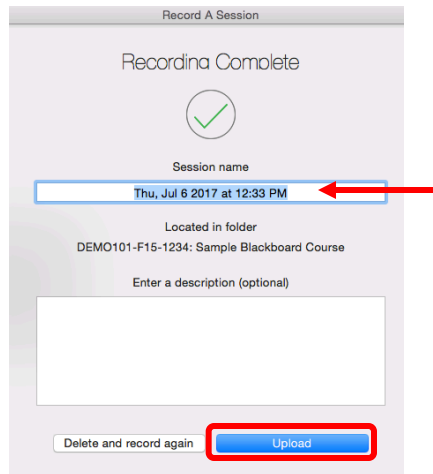 Record A Session
Recording Complete
Session name
Thu, Jul 6 2017 at 12:33 PM
Located in folder
DEMO101-F15-1234: Sample Blackboard Course
Enter a description (optional)
Delete and record again Upload